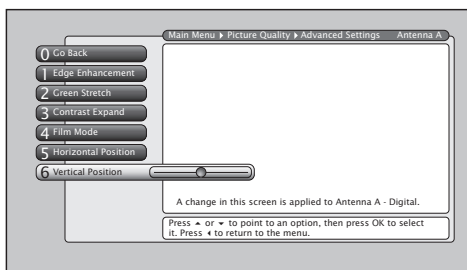 Main Menu ▸ Picture Quality ▸ Advanced Settings Antenna A
0 Go Back
1 Edge Enhancement
2 Green Stretch
3 Contrast Expand
4 Film Mode
5 Horizontal Position
6 Vertical Position
A change in this screen is applied to Antenna A - Digital.
Press ▲ or ▼ to point to an option, then press OK to select
it. Press ◀ to return to the menu.